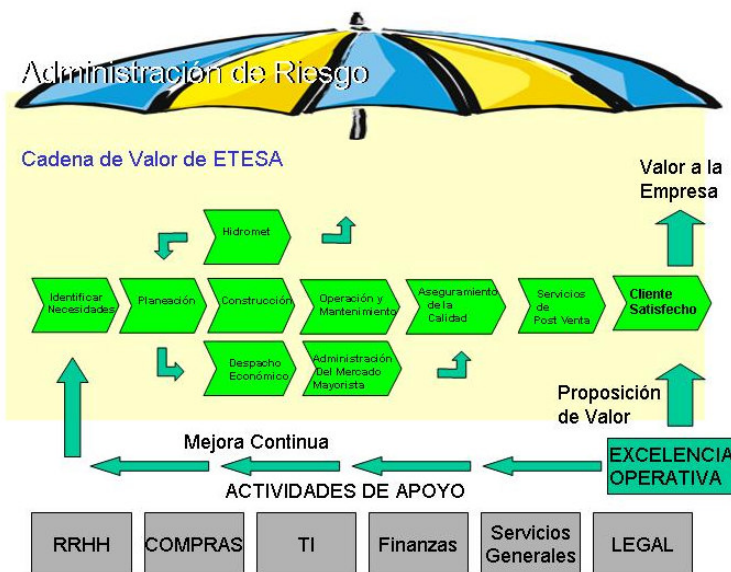 Administración de Riesgo
Cadena de Valor de ETESA
Valor a la
Empresa
Hidromet
Identificar
Necesidades
Planeación
Construcción
Operación y
Mantenimiento
Aseguramiento
de la
Calidad
Servicios
de
Post Venta
Cliente
Satisfecho
Despacho
Económico
Administración
Del Mercado
Mayorista
Proposición
de Valor
Mejora Continua
EXCELENCIA
OPERATIVA
ACTIVIDADES DE APOYO
RRHH
COMPRAS
TI
Finanzas
Servicios
Generales
LEGAL